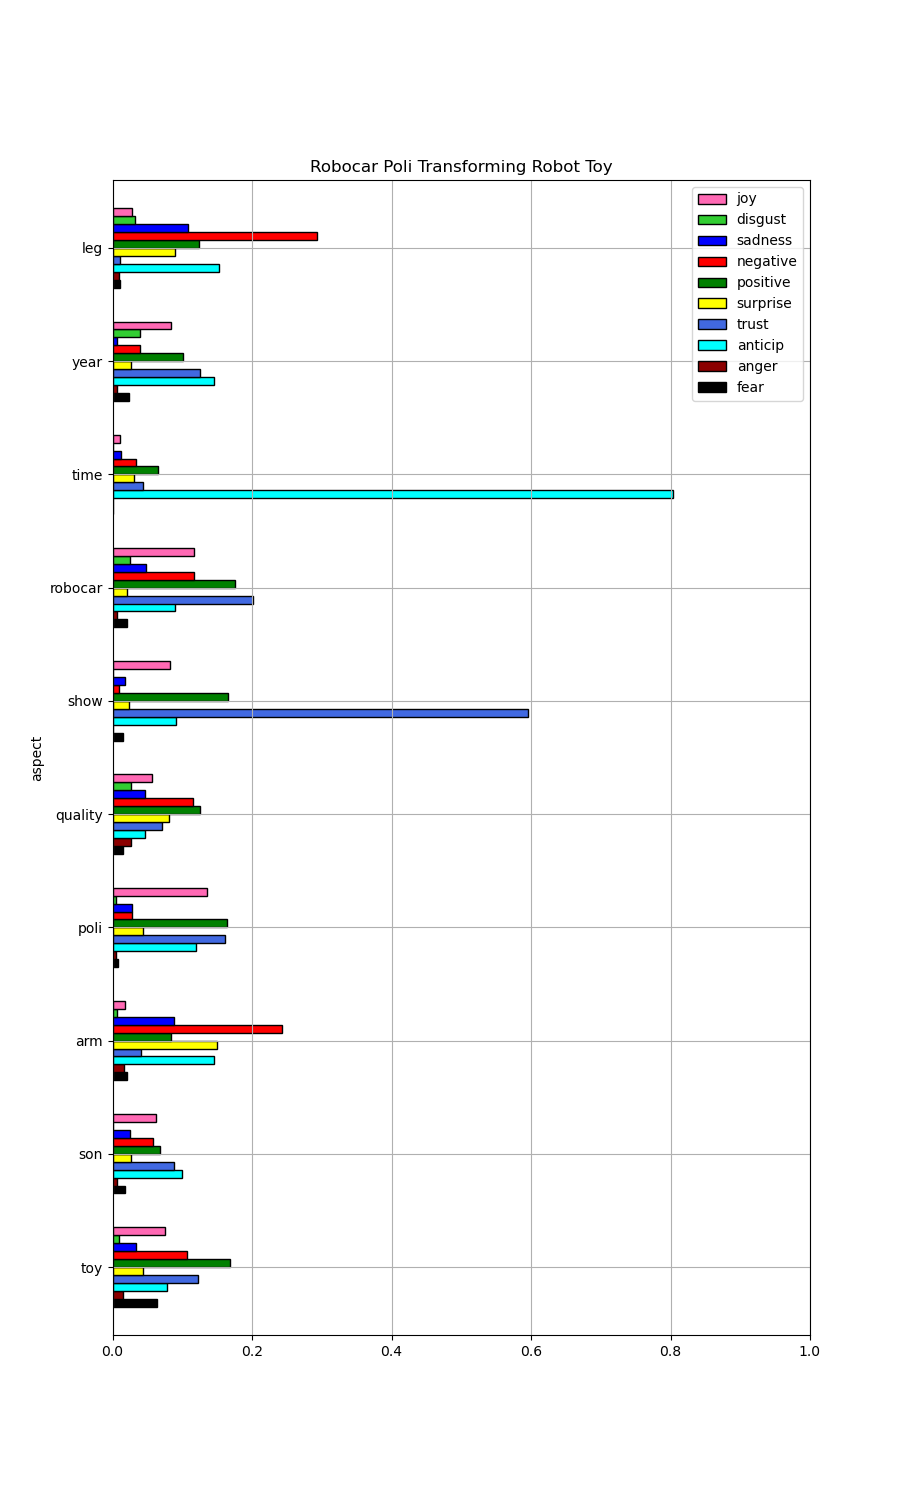 Robocar Poli Transforming Robot Toy
joy
disgust
sadness
negative
positive
surprise
trust
anticip
anger
fear
leg
year
time
robocar
show
quality
poli
arm
son
toy
aspect
0.0 0.2 0.4 0.6 0.8 1.0